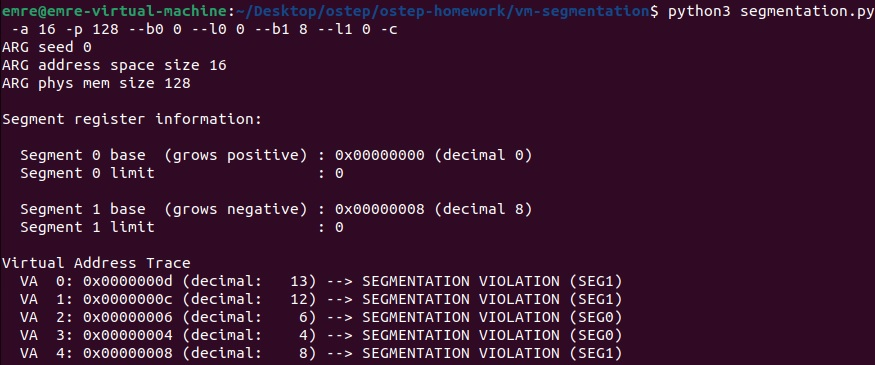 emre@emre-virtual-machine:~/Desktop/ostep/ostep-homework/vm-segmentation$ python3 segmentation.py
-a 16 -p 128 --b0 0 --l0 0 --b1 8 --l1 0 -c
ARG seed 0
ARG address space size 16
ARG phys mem size 128
Segment register information:
Segment 0 base  (grows positive) : 0x00000000 (decimal 0)
Segment 0 limit                  : 0
Segment 1 base  (grows negative) : 0x00000008 (decimal 8)
Segment 1 limit                  : 0
Virtual Address Trace
VA  0: 0x0000000d (decimal:   13) --> SEGMENTATION VIOLATION (SEG1)
VA  1: 0x0000000c (decimal:   12) --> SEGMENTATION VIOLATION (SEG1)
VA  2: 0x00000006 (decimal:    6) --> SEGMENTATION VIOLATION (SEG0)
VA  3: 0x00000004 (decimal:    4) --> SEGMENTATION VIOLATION (SEG0)
VA  4: 0x00000008 (decimal:    8) --> SEGMENTATION VIOLATION (SEG1)